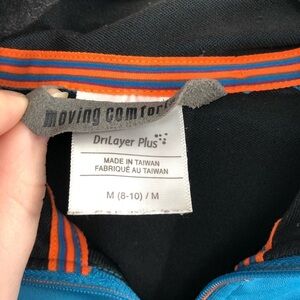 moving comfort
DriLayer Plus
MADE IN TAIWAN
FABRIQUÉ AU TAIWAN
M (8-10) / M